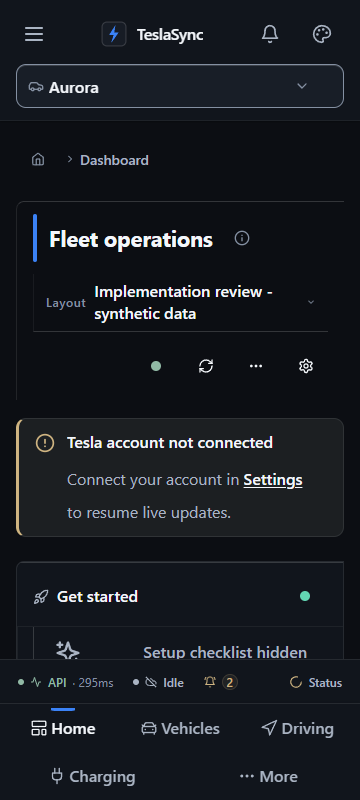 TeslaSync
Aurora
Dashboard
Fleet operations
Layout
Implementation review -
synthetic data
Tesla account not connected
Connect your account in Settings
to resume live updates.
Get started
Setup checklist hidden
API · 295ms
Idle
2
Status
Home
Vehicles
Driving
Charging
More